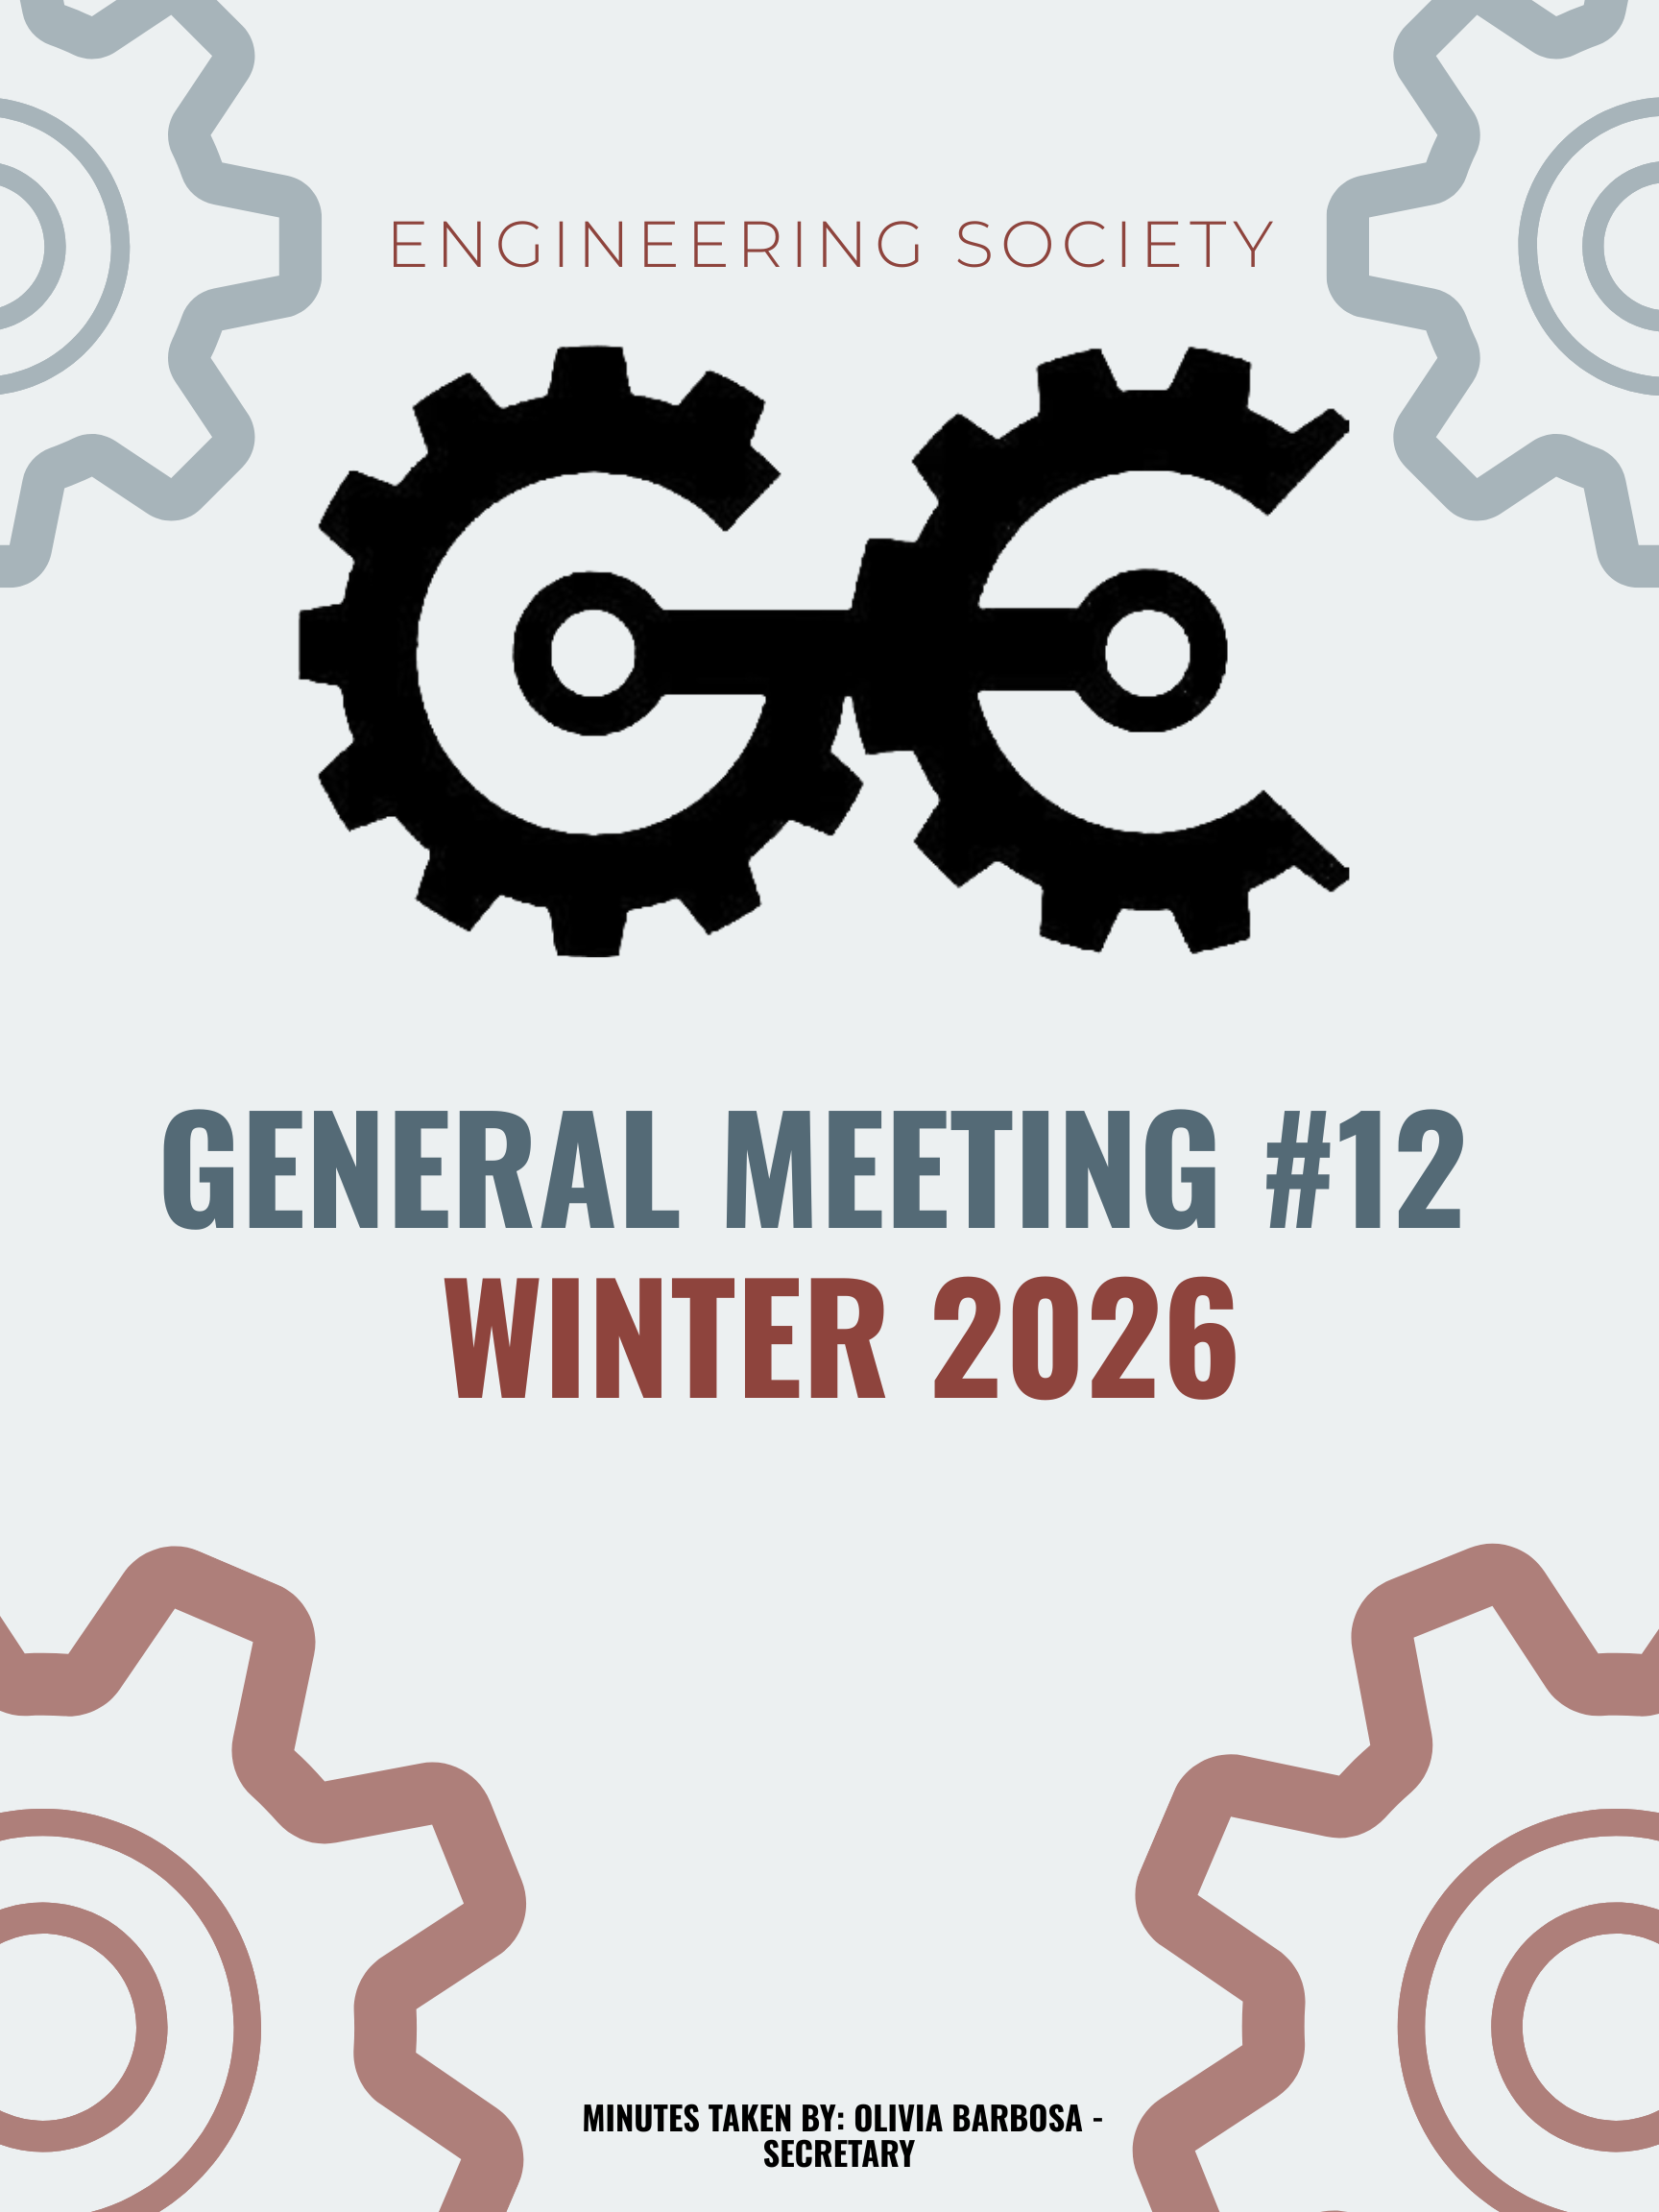 ENGINEERING SOCIETY
GENERAL MEETING #12
WINTER 2026
MINUTES TAKEN BY: OLIVIA BARBOSA -
SECRETARY